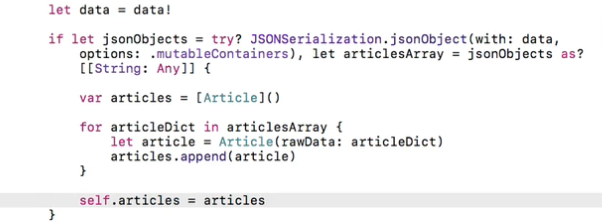 let data = data!
if let jsonObjects = try? JSONSerialization.jsonObject(with: data,
options: .mutableContainers), let articlesArray = jsonObjects as?
[[String: Any]] {
var articles = [Article]()
for articleDict in articlesArray {
let article = Article(rawData: articleDict)
articles.append(article)
}
self.articles = articles
}